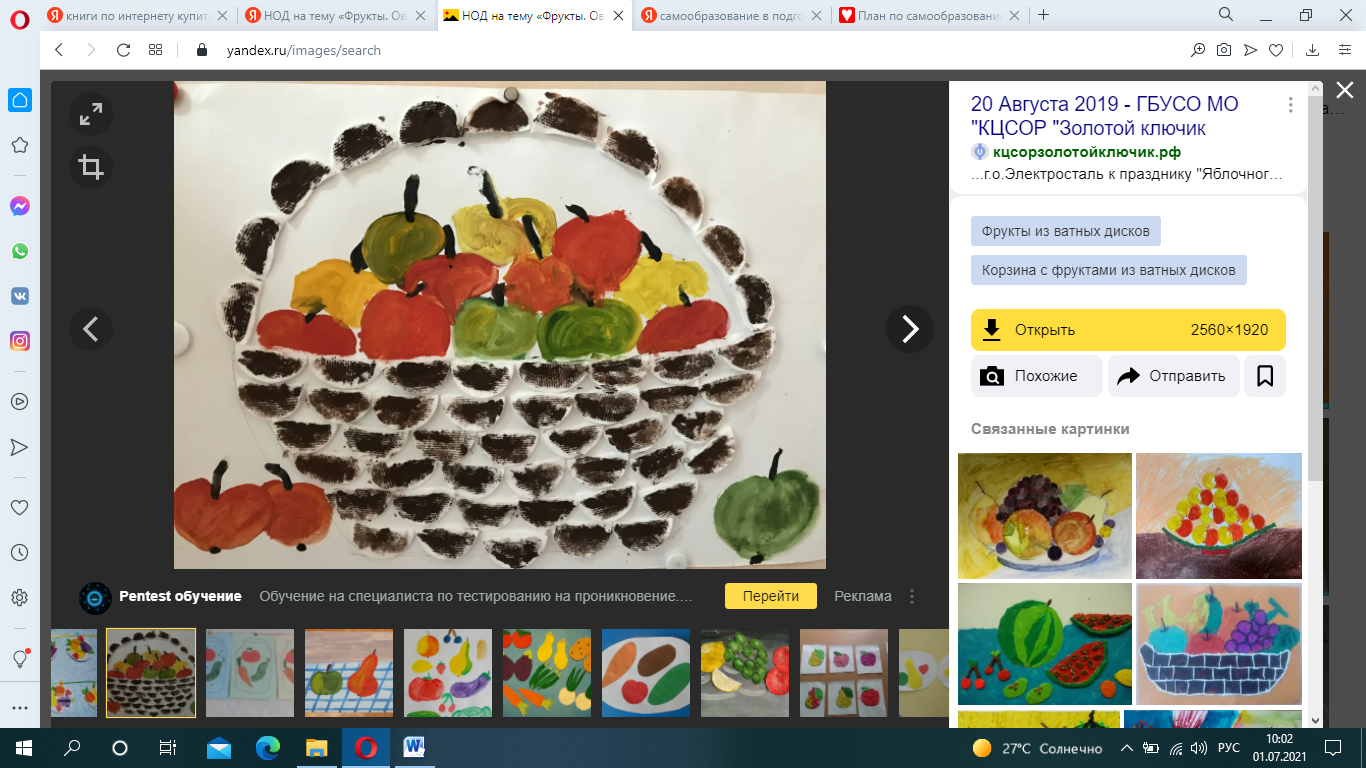 книги по интернету купит
НОД на тему «Фрукты. Ов
НОД на тему «Фрукты. Ов
самообразование в подго
План по самообразовани
yandex.ru/images/search
20 Августа 2019 - ГБУСО МО
"КЦСОР "Золотой ключик
кцсорзолотойключик.рф
...г.о.Электросталь к празднику "Яблочног...
Фрукты из ватных дисков
Корзина с фруктами из ватных дисков
Открыть 2560×1920
Похожие
Отправить
Связанные картинки
Pentest обучение Обучение на специалиста по тестированию на проникновение.... Перейти Реклама
27°C Солнечно
РУС
10:02
01.07.2021